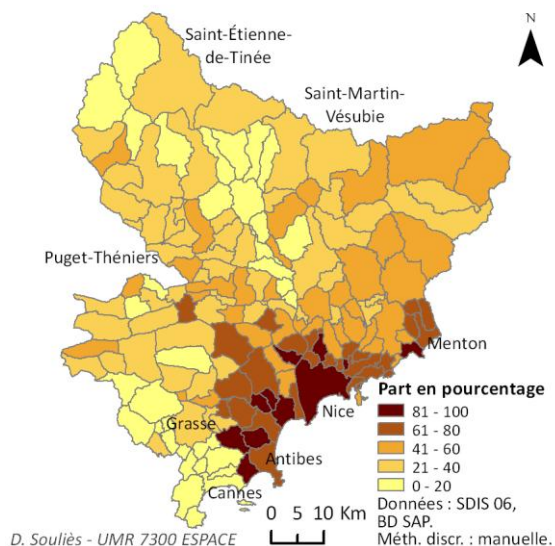 Saint-Étienne-
de-Tinée
N
Saint-Martin-
Vésubie
Puget-Théniers
Menton
Part en pourcentage
81 - 100
61 - 80
41 - 60
21 - 40
0 - 20
Nice
Grasse
Antibes
Cannes
0 5 10 Km
Données : SDIS 06,
BD SAP.
Méth. discr. : manuelle.
D. Souliès - UMR 7300 ESPACE